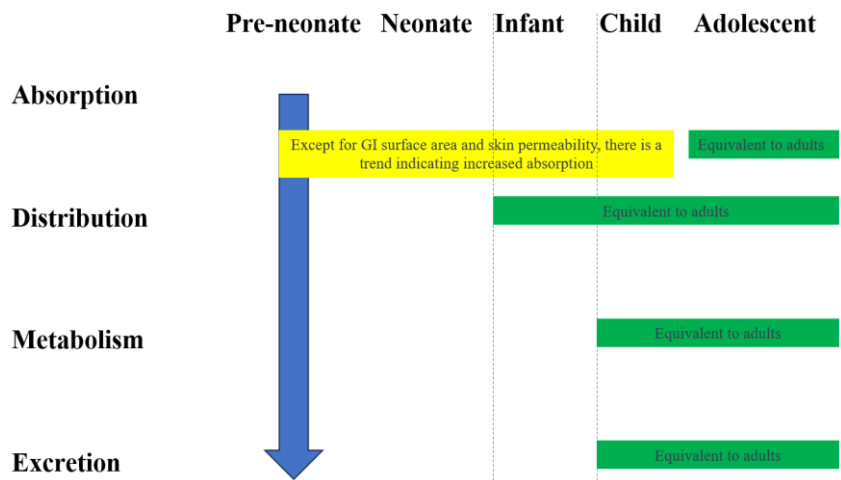 Pre-neonate Neonate Infant Child Adolescent
Absorption
Except for GI surface area and skin permeability, there is a
trend indicating increased absorption
Equivalent to adults
Distribution
Equivalent to adults
Metabolism
Equivalent to adults
Excretion
Equivalent to adults